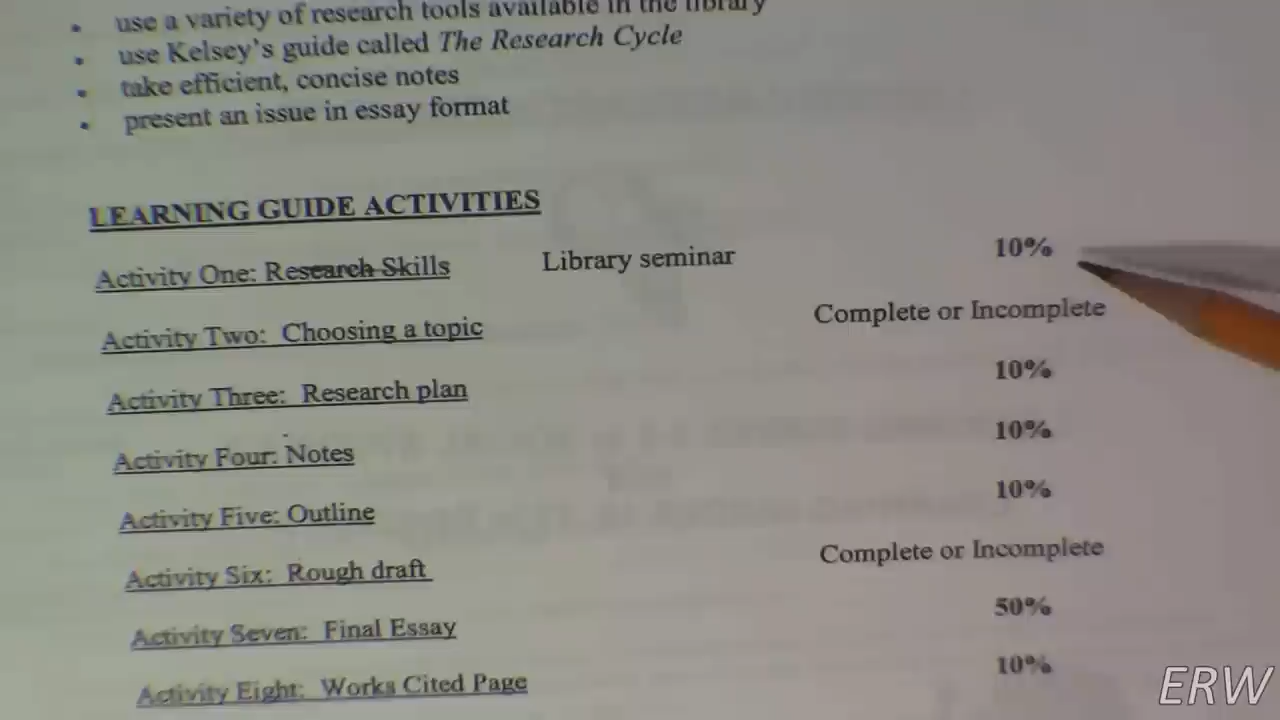 • use a variety of research tools available in the library
• use Kelsey's guide called The Research Cycle
• take efficient, concise notes
• present an issue in essay format
LEARNING GUIDE ACTIVITIES
Activity One: Research Skills Library seminar 10%
Activity Two: Choosing a topic Complete or Incomplete
Activity Three: Research plan 10%
Activity Four: Notes 10%
Activity Five: Outline 10%
Activity Six: Rough draft Complete or Incomplete
Activity Seven: Final Essay 50%
Activity Eight: Works Cited Page 10%
ERW